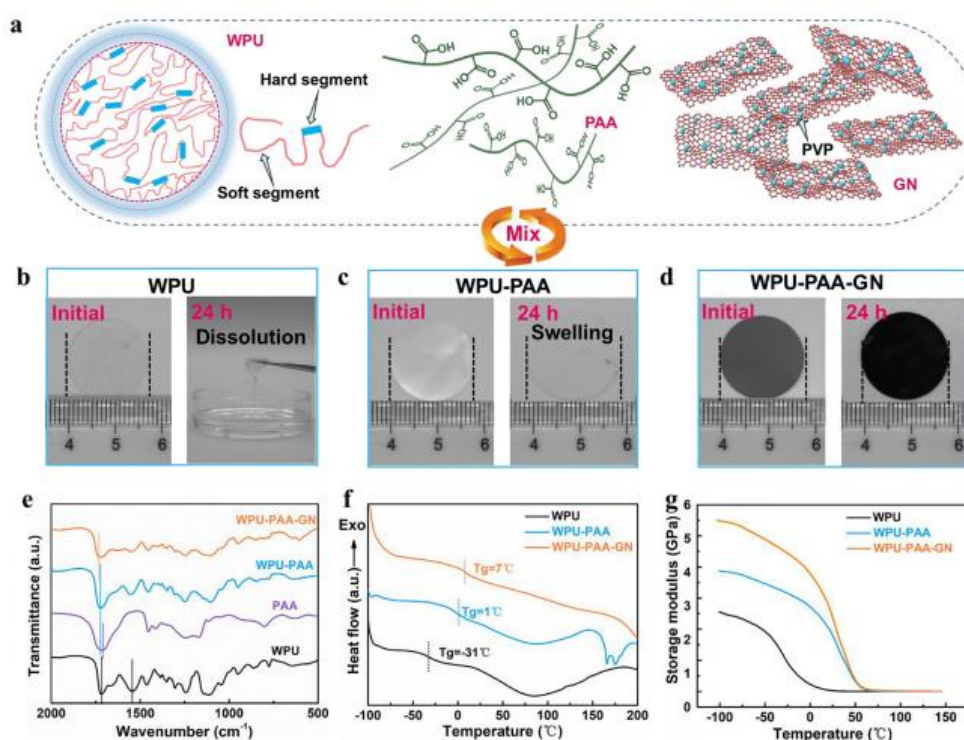 a
WPU
Hard segment
Soft segment
PAA
PVP
GN
Mix
b
WPU
Initial
24 h
Dissolution
4 5 6
c
WPU-PAA
Initial
24 h
Swelling
4 5 6
4 5 6
d
WPU-PAA-GN
Initial
24 h
4 5 6
4 5 6
e
WPU-PAA-GN
WPU-PAA
PAA
WPU
Transmittance (a.u.)
2000 1500 1000 500
Wavenumber (cm-1)
f
Exo
WPU
WPU-PAA
WPU-PAA-GN
Tg=7℃
Tg=1℃
Tg=-31℃
Heat flow (a.u.)
-100 -50 0 50 100 150 200
Temperature (℃)
g
WPU
WPU-PAA
WPU-PAA-GN
Storage modulus (GPa)
6
5
4
3
2
1
0
-100 -50 0 50 100 150
Temperature (℃)